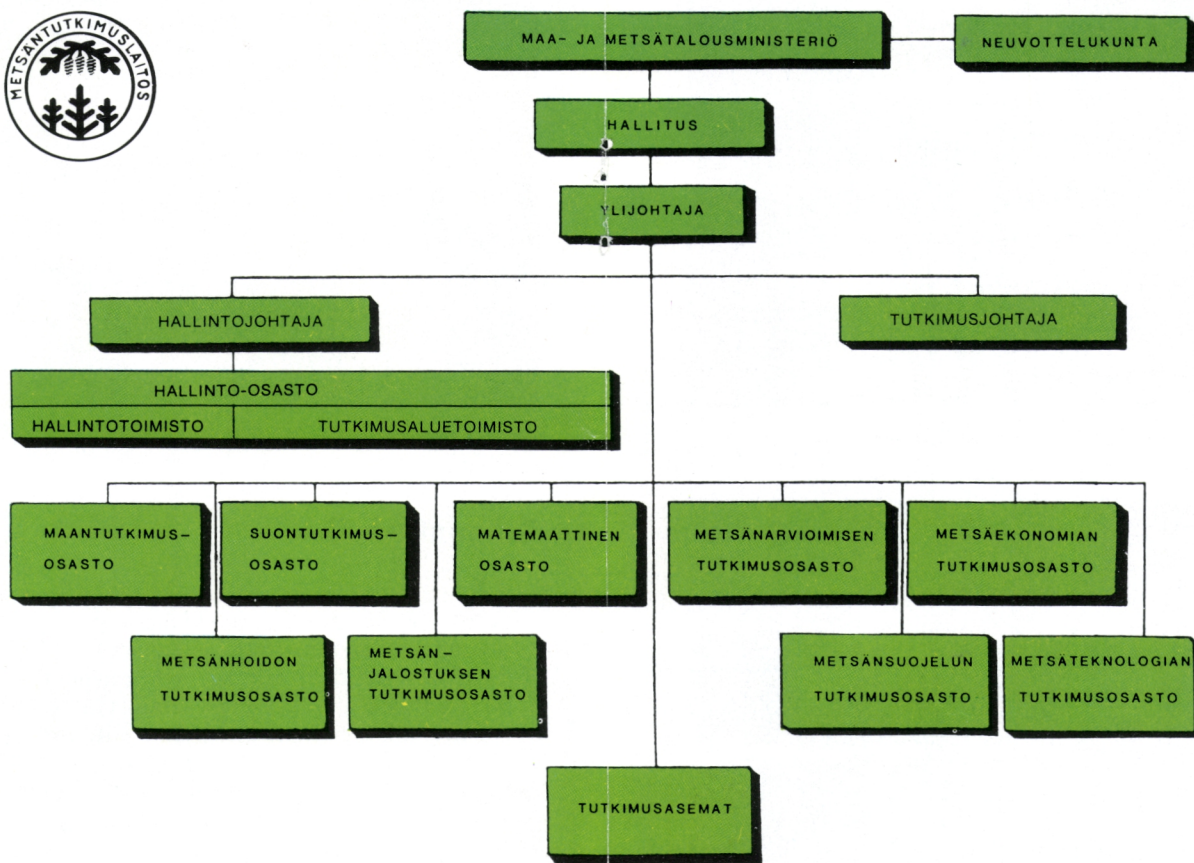 METSÄNTUTKIMUSLAITOS
MAA- JA METSÄTALOUSMINISTERIÖ
NEUVOTTELUKUNTA
HALLITUS
YLIJOHTAJA
HALLINTOJOHTAJA
TUTKIMUSJOHTAJA
HALLINTO-OSASTO
HALLINTOTOIMISTO
TUTKIMUSALUETOIMISTO
MAANTUTKIMUS-
OSASTO
SUONTUTKIMUS-
OSASTO
MATEMAATTINEN
OSASTO
METSÄNARVIOIMISEN
TUTKIMUSOSASTO
METSÄEKONOMIAN
TUTKIMUSOSASTO
METSÄNHOIDON
TUTKIMUSOSASTO
METSÄN-
JALOSTUKSEN
TUTKIMUSOSASTO
METSÄNSUOJELUN
TUTKIMUSOSASTO
METSÄTEKNOLOGIAN
TUTKIMUSOSASTO
TUTKIMUSASEMAT